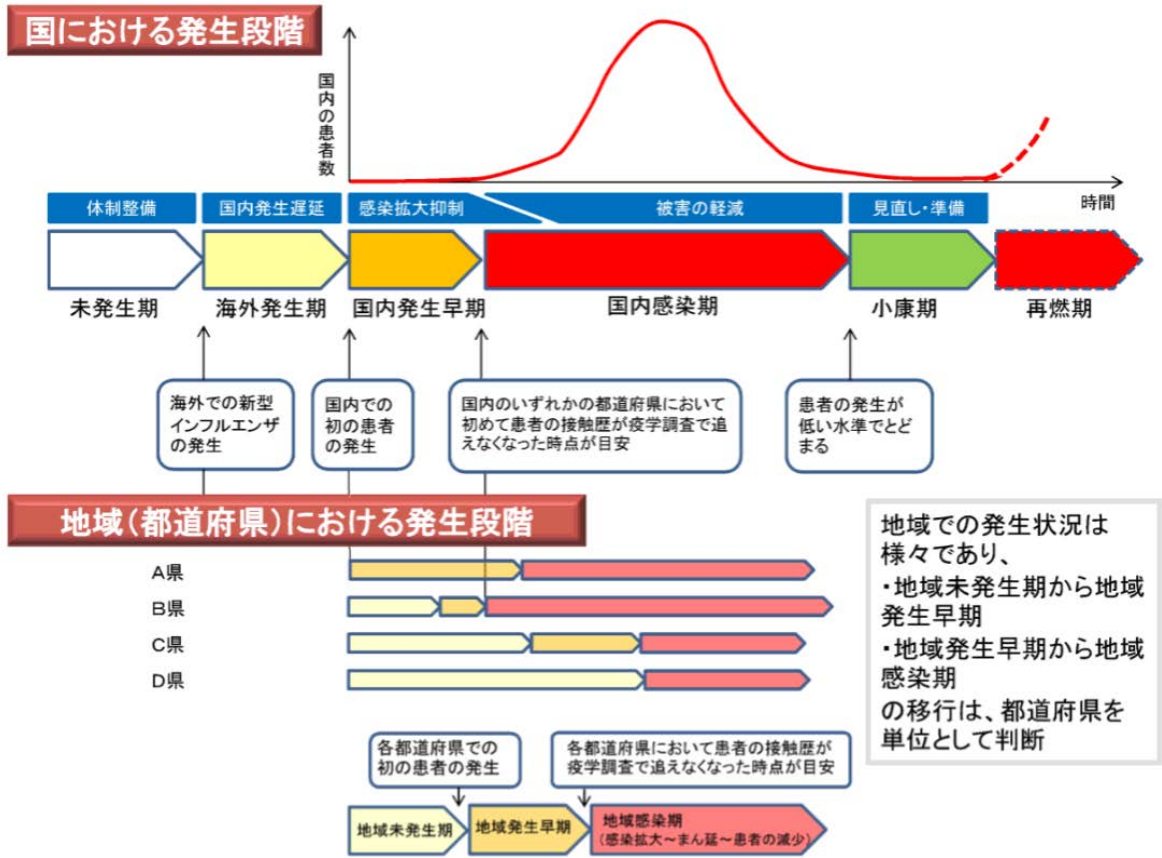 国における発生段階
国内の患者数
時間
体制整備
国内発生遅延
感染拡大抑制
被害の軽減
見直し・準備
未発生期
海外発生期
国内発生早期
国内感染期
小康期
再燃期
海外での新型
インフルエンザ
の発生
国内での
初の患者
の発生
国内のいずれかの都道府県において
初めて患者の接触歴が疫学調査で追
えなくなった時点が目安
患者の発生が
低い水準でとど
まる
地域(都道府県)における発生段階
A県
B県
C県
D県
地域での発生状況は
様々であり、
・地域未発生期から地域
発生早期
・地域発生早期から地域
感染期
の移行は、都道府県を
単位として判断
各都道府県での
初の患者の発生
各都道府県において患者の接触歴が
疫学調査で追えなくなった時点が目安
地域未発生期
地域発生早期
地域感染期
(感染拡大～まん延～患者の減少)